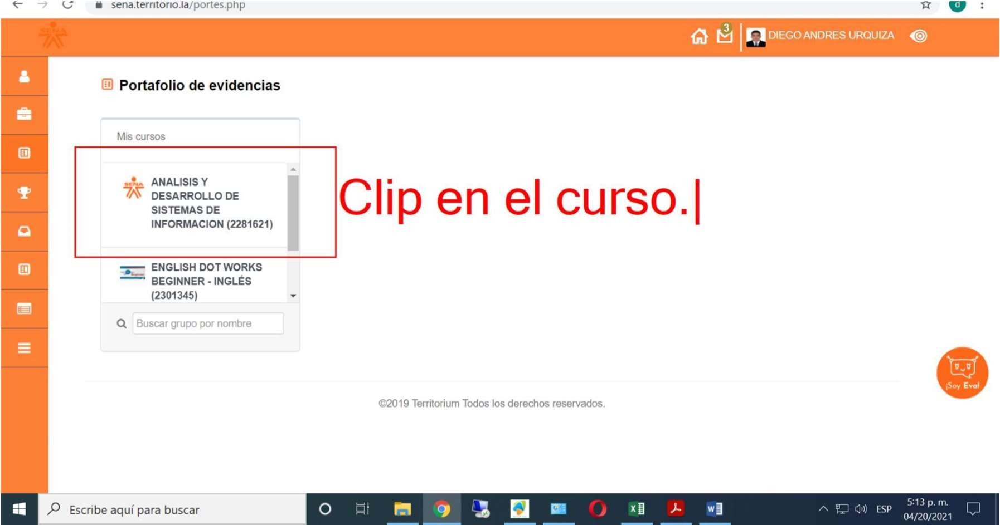 sena.territorio.la/portes.php
d
SENA
3
DIEGO ANDRES URQUIZA
Portafolio de evidencias
Mis cursos
SENA
ANALISIS Y
DESARROLLO DE
SISTEMAS DE
INFORMACION (2281621)
Clip en el curso.
ENGLISH DOT WORKS
BEGINNER - INGLÉS
(2301345)
Buscar grupo por nombre
¡Soy Eva!
©2019 Territorium Todos los derechos reservados.
Escribe aquí para buscar
ESP
5:13 p. m.
04/20/2021